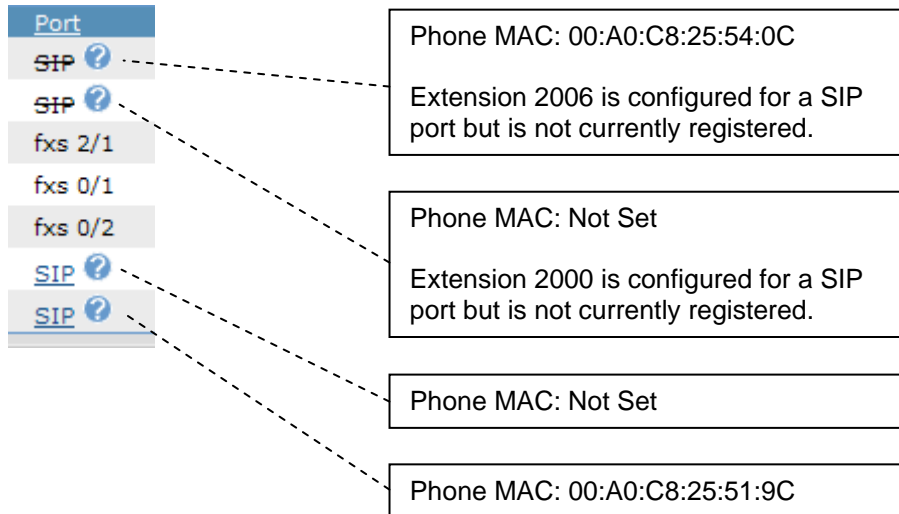 Port
SIP ?
SIP ?
fxs 2/1
fxs 0/1
fxs 0/2
SIP ?
SIP ?
Phone MAC: 00:A0:C8:25:54:0C
Extension 2006 is configured for a SIP
port but is not currently registered.
Phone MAC: Not Set
Extension 2000 is configured for a SIP
port but is not currently registered.
Phone MAC: Not Set
Phone MAC: 00:A0:C8:25:51:9C